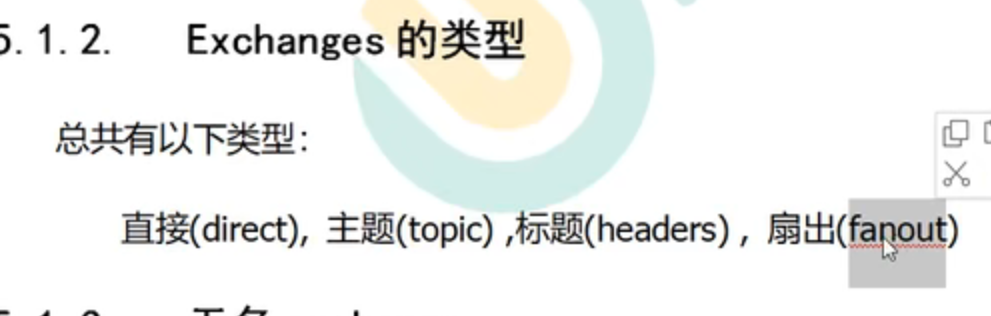 5.1.2. Exchanges 的类型
总共有以下类型：
直接(direct), 主题(topic) ,标题(headers) , 扇出(fanout)